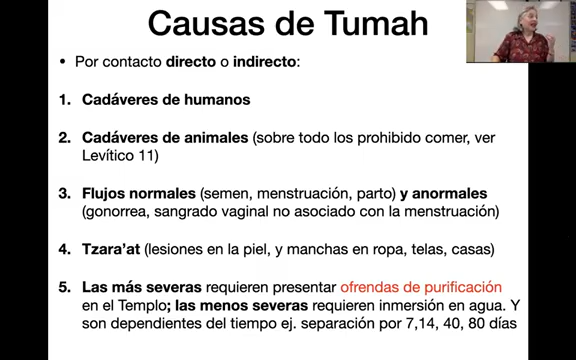 Causas de Tumah
• Por contacto directo o indirecto:
1. Cadáveres de humanos
2. Cadáveres de animales (sobre todo los prohibido comer, ver
Levítico 11)
3. Flujos normales (semen, menstruación, parto) y anormales
(gonorrea, sangrado vaginal no asociado con la menstruación)
4. Tzara'at (lesiones en la piel, y manchas en ropa, telas, casas)
5. Las más severas requieren presentar ofrendas de purificación
en el Templo; las menos severas requieren inmersión en agua. Y
son dependientes del tiempo ej. separación por 7,14, 40, 80 días